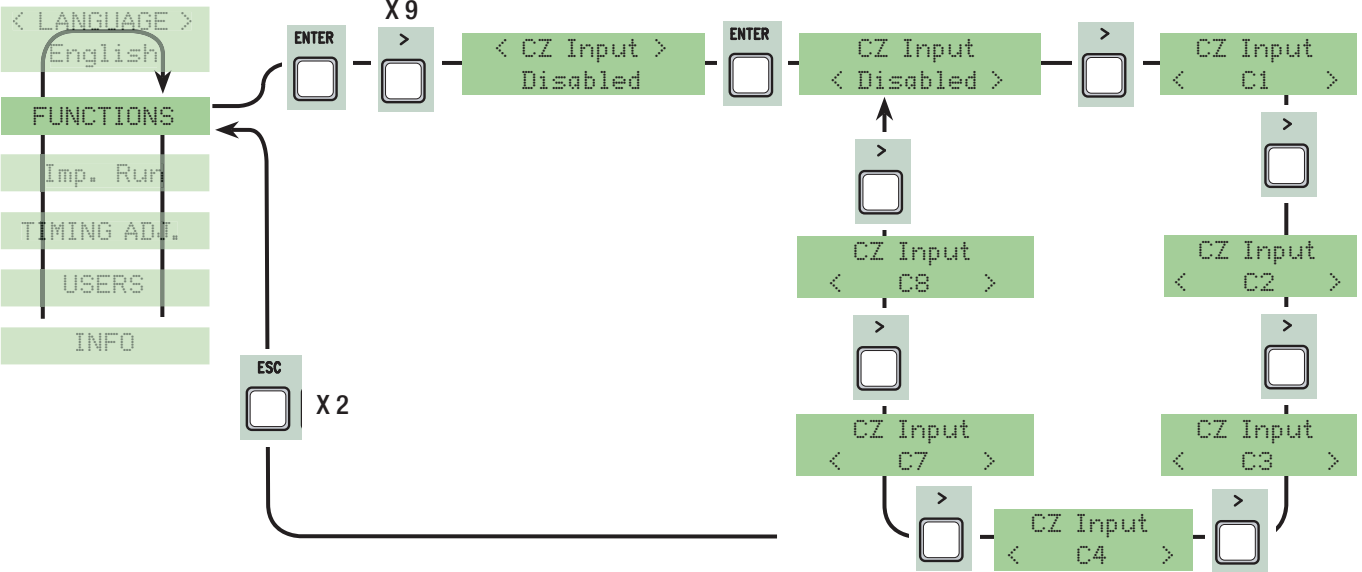 X 9
< LANGUAGE >
English
ENTER
>
< CZ Input >
Disabled
ENTER
CZ Input
< Disabled >
>
CZ Input
< C1 >
FUNCTIONS
>
>
Imp. Run
TIMING ADJ.
CZ Input
< C8 >
CZ Input
< C2 >
USERS
>
>
INFO
ESC
X 2
CZ Input
< C7 >
CZ Input
< C3 >
>
>
CZ Input
< C4 >